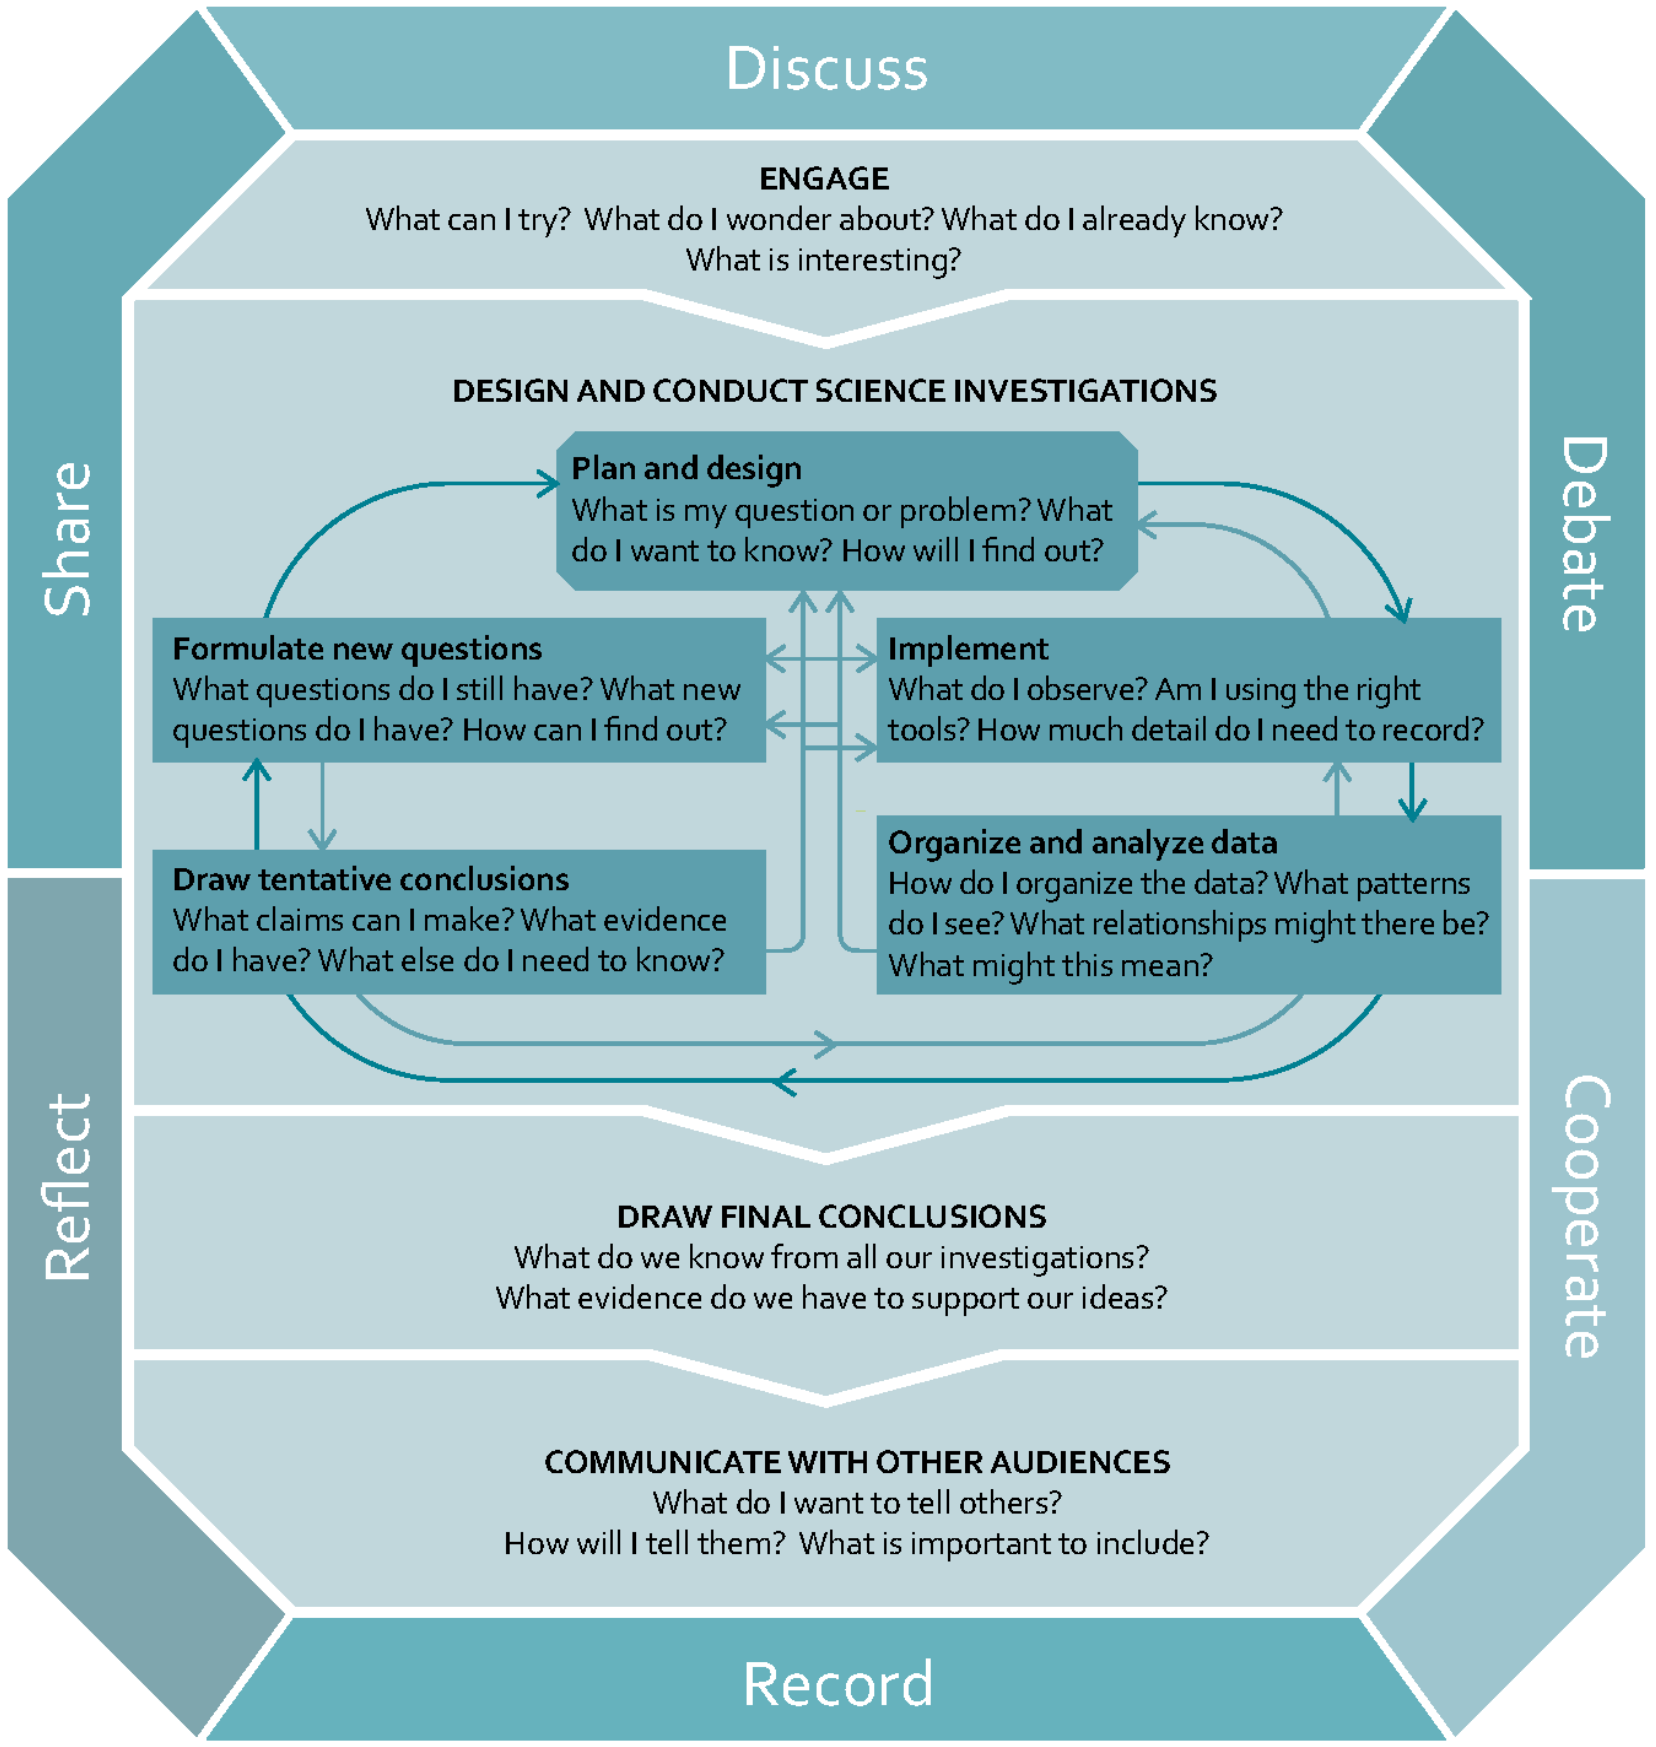 Discuss
ENGAGE
What can I try? What do I wonder about? What do I already know?
What is interesting?
DESIGN AND CONDUCT SCIENCE INVESTIGATIONS
Plan and design
What is my question or problem? What
do I want to know? How will I find out?
Formulate new questions
What questions do I still have? What new
questions do I have? How can I find out?
Implement
What do I observe? Am I using the right
tools? How much detail do I need to record?
Draw tentative conclusions
What claims can I make? What evidence
do I have? What else do I need to know?
Organize and analyze data
How do I organize the data? What patterns
do I see? What relationships might there be?
What might this mean?
DRAW FINAL CONCLUSIONS
What do we know from all our investigations?
What evidence do we have to support our ideas?
COMMUNICATE WITH OTHER AUDIENCES
What do I want to tell others?
How will I tell them? What is important to include?
Share
Debate
Reflect
Cooperate
Record